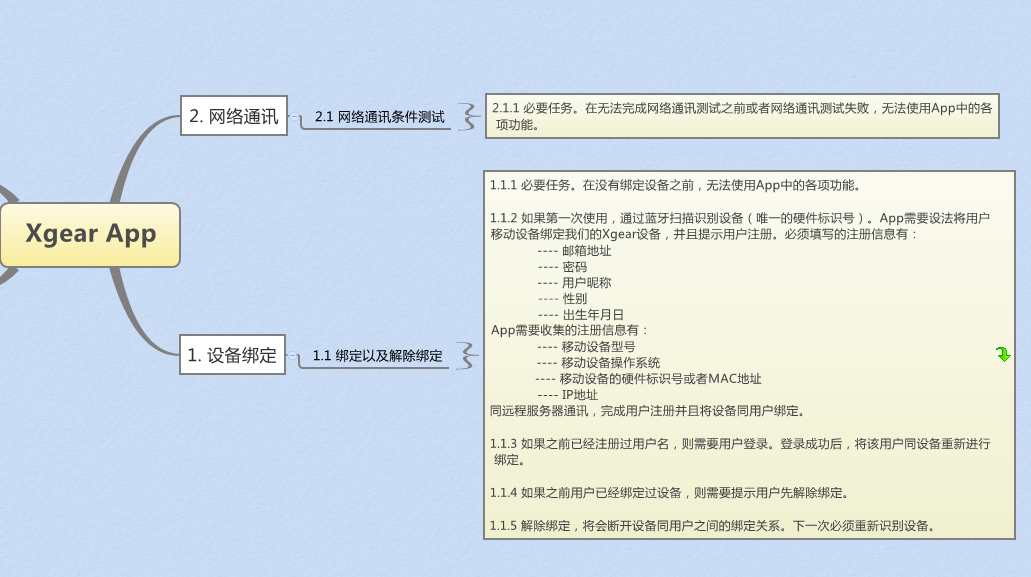 2. 网络通讯
2.1 网络通讯条件测试
2.1.1 必要任务。在无法完成网络通讯测试之前或者网络通讯测试失败，无法使用App中的各
项功能。
Xgear App
1. 设备绑定
1.1 绑定以及解除绑定
1.1.1 必要任务。在没有绑定设备之前，无法使用App中的各项功能。
1.1.2 如果第一次使用，通过蓝牙扫描识别设备（唯一的硬件标识号）。App需要设法将用户
移动设备绑定我们的Xgear设备，并且提示用户注册。必须填写的注册信息有：
---- 邮箱地址
---- 密码
---- 用户昵称
---- 性别
---- 出生年月日
App需要收集的注册信息有：
---- 移动设备型号
---- 移动设备操作系统
---- 移动设备的硬件标识号或者MAC地址
---- IP地址
同远程服务器通讯，完成用户注册并且将设备同用户绑定。
1.1.3 如果之前已经注册过用户名，则需要用户登录。登录成功后，将该用户同设备重新进行
绑定。
1.1.4 如果之前用户已经绑定过设备，则需要提示用户先解除绑定。
1.1.5 解除绑定，将会断开设备同用户之间的绑定关系。下一次必须重新识别设备。